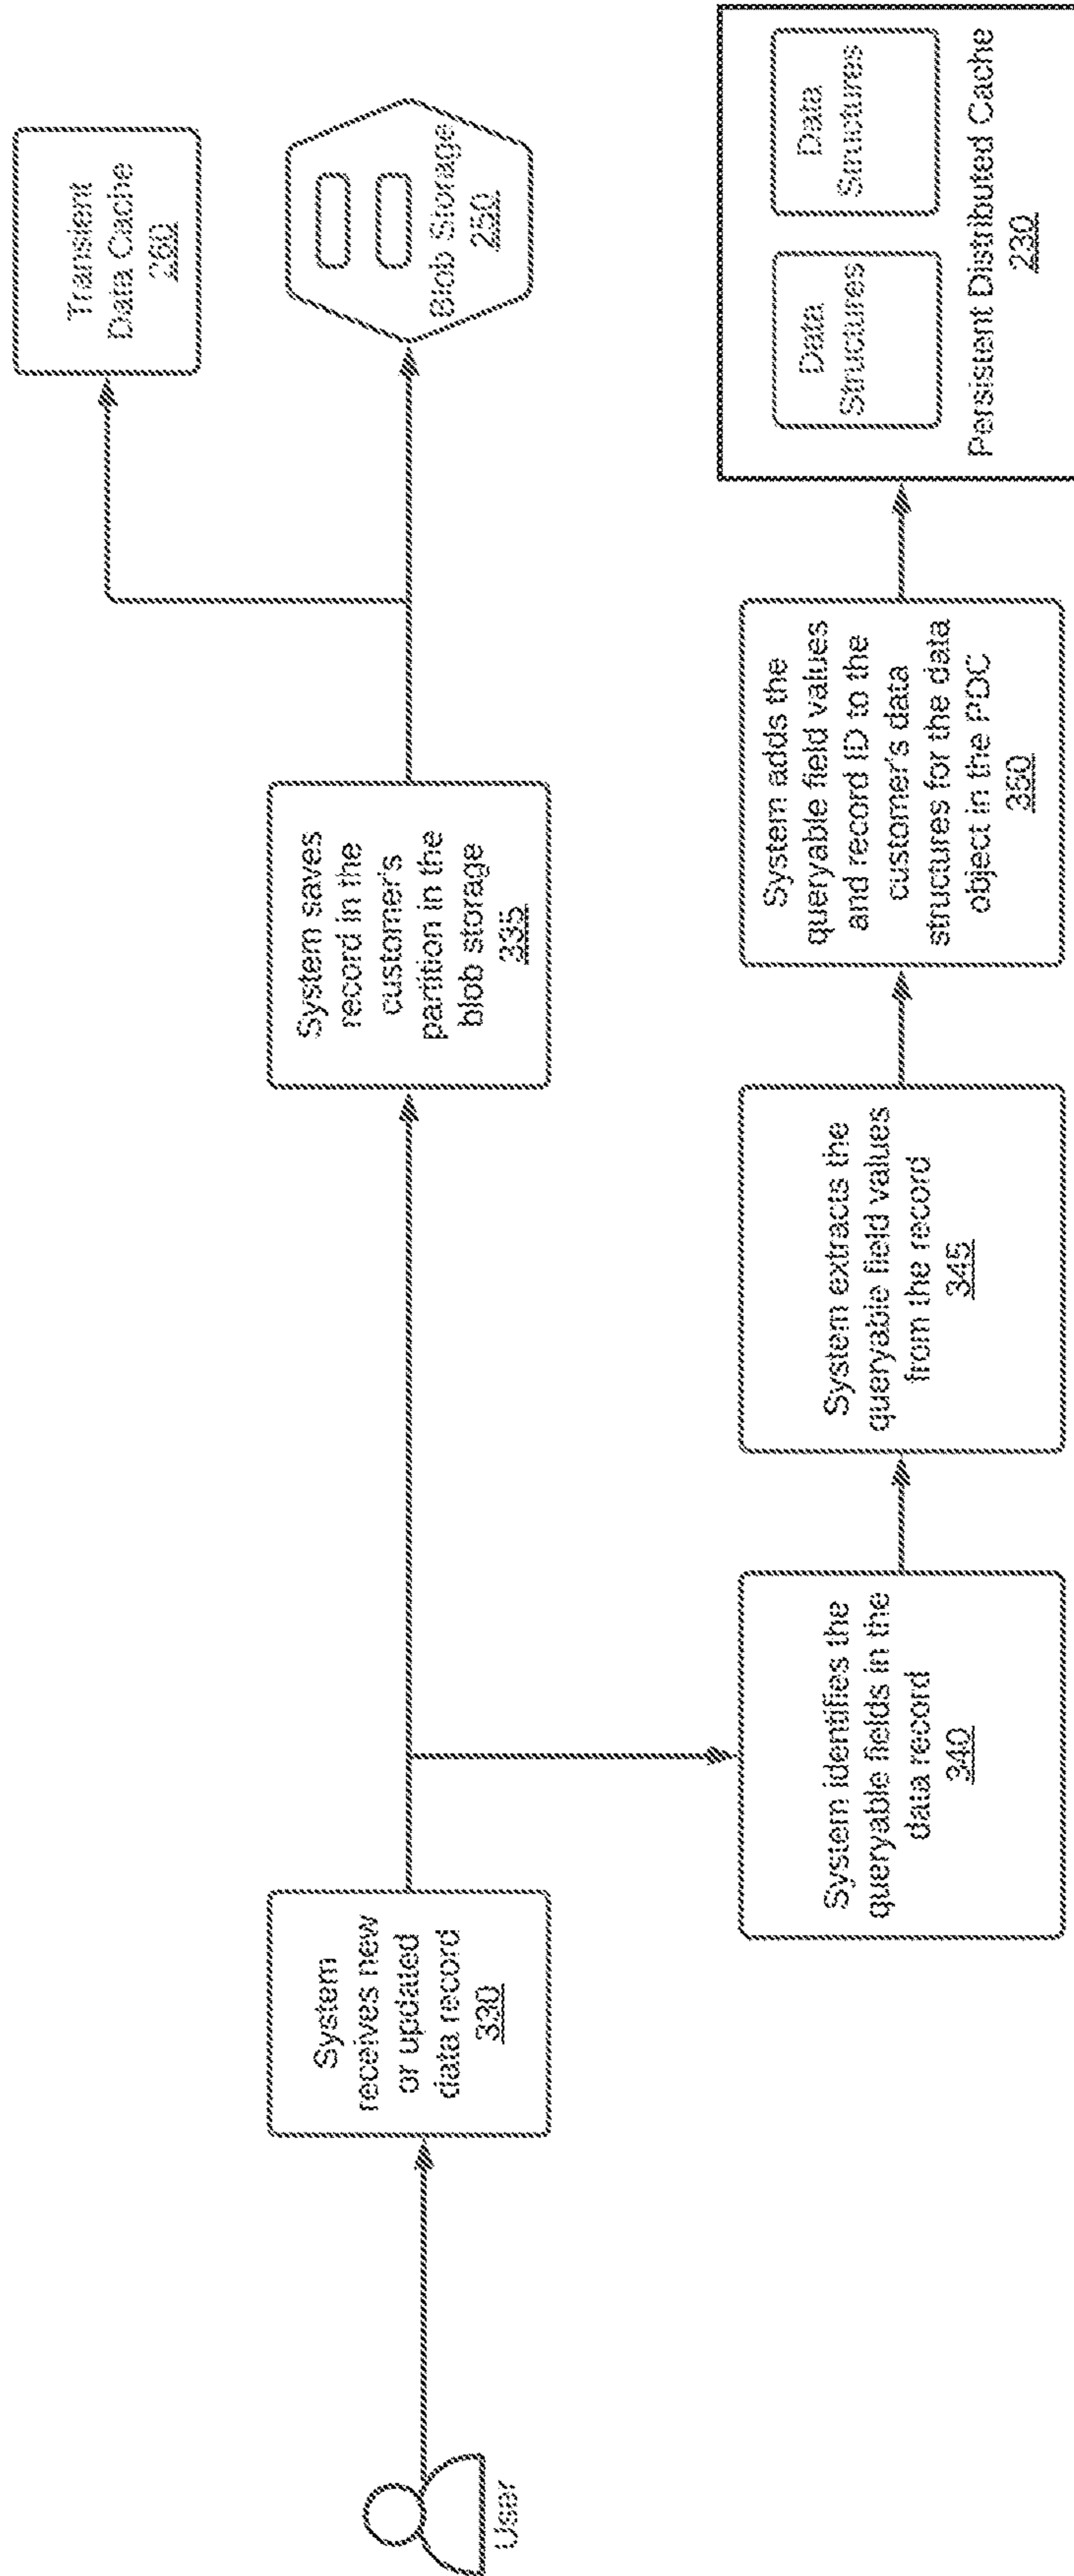 User
System
receives new
or updated
data record
330
System saves
record in the
customer's
partition in the
blob storage
335
Transient
Data Cache
260
Blob Storage
250
System identifies the
queryable fields in the
data record
340
System extracts the
queryable field values
from the record
345
System adds the
queryable field values
and record ID to the
customer's data
structures for the data
object in the PDC
350
Data
Structures
Data
Structures
Persistent Distributed Cache
230